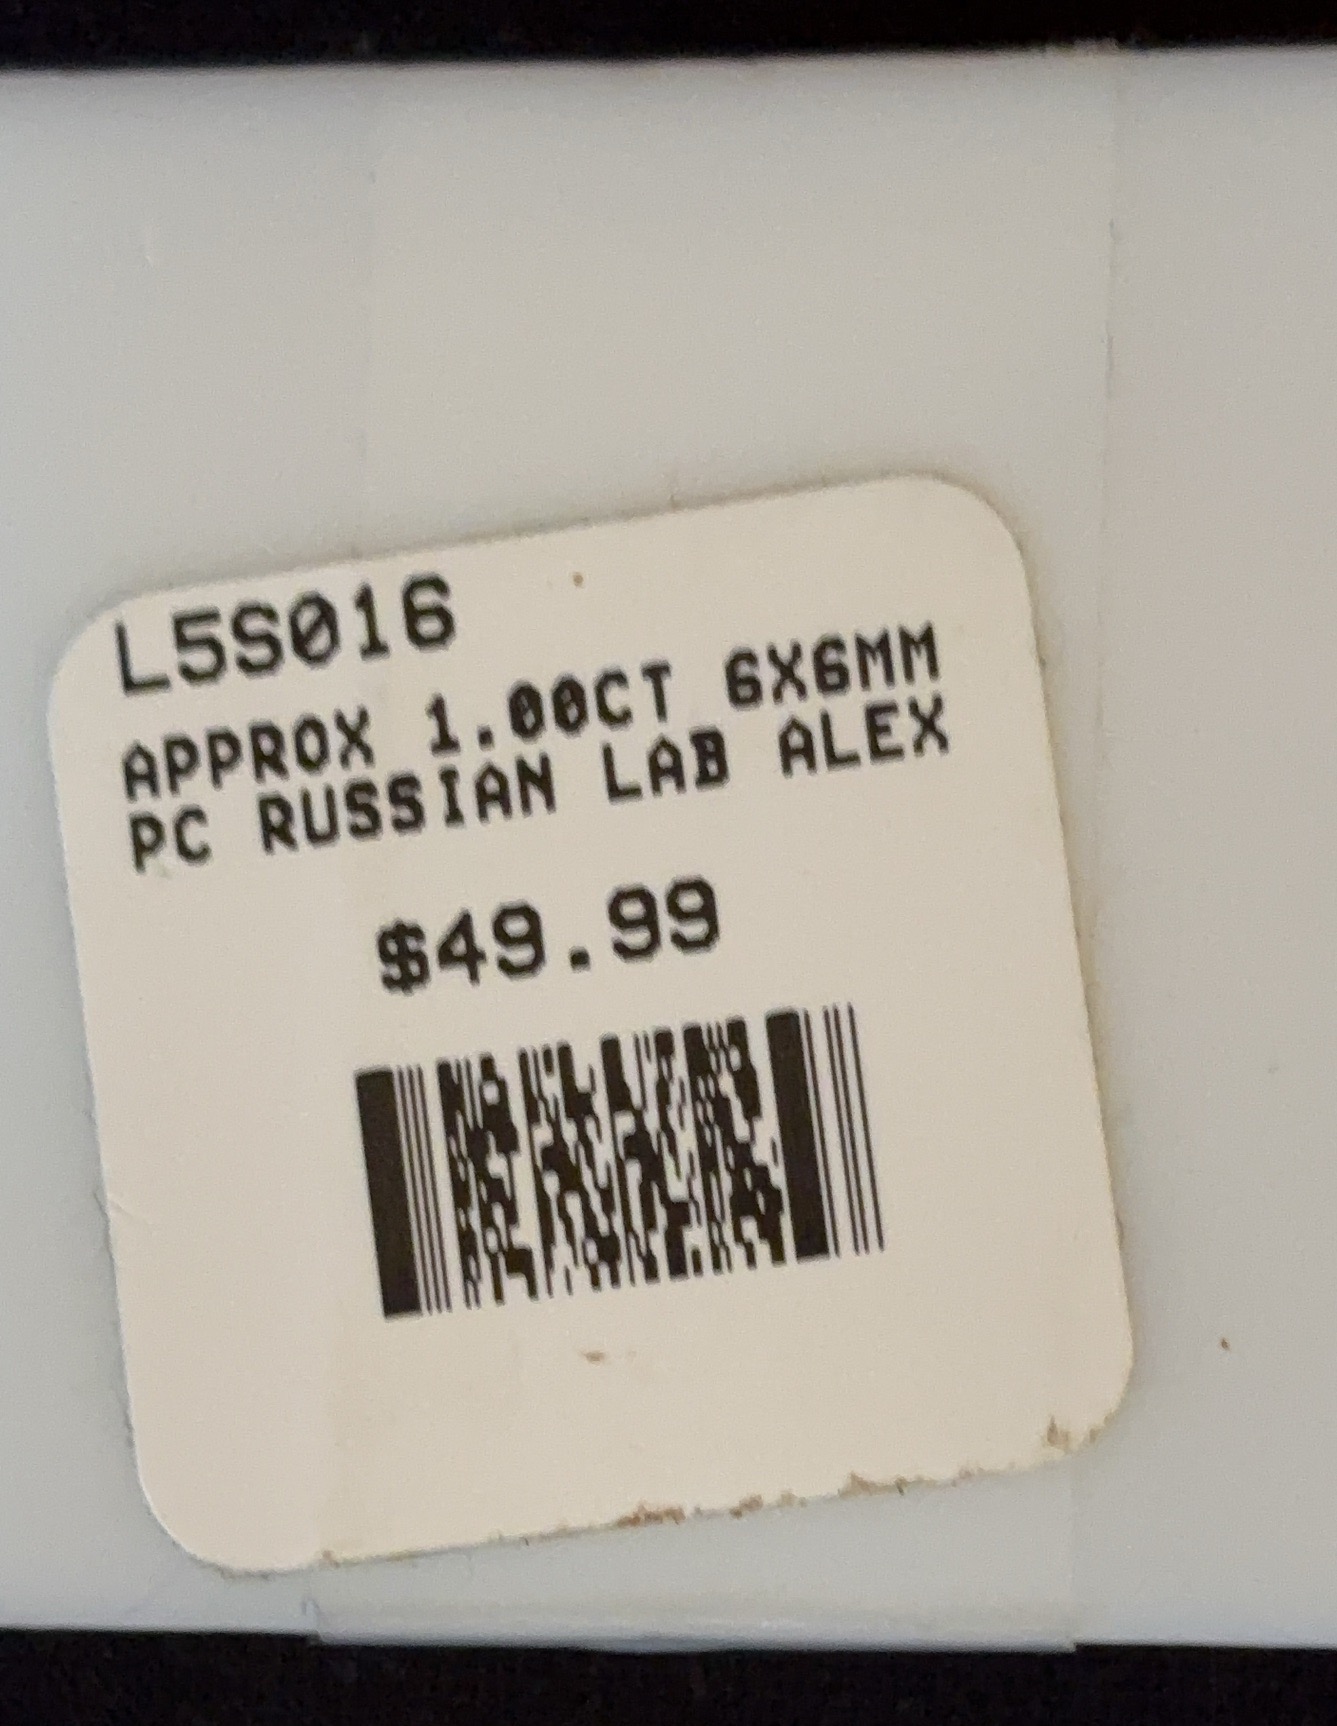 L5S016
APPROX 1.00CT 6X6MM
PC RUSSIAN LAB ALEX
$49.99